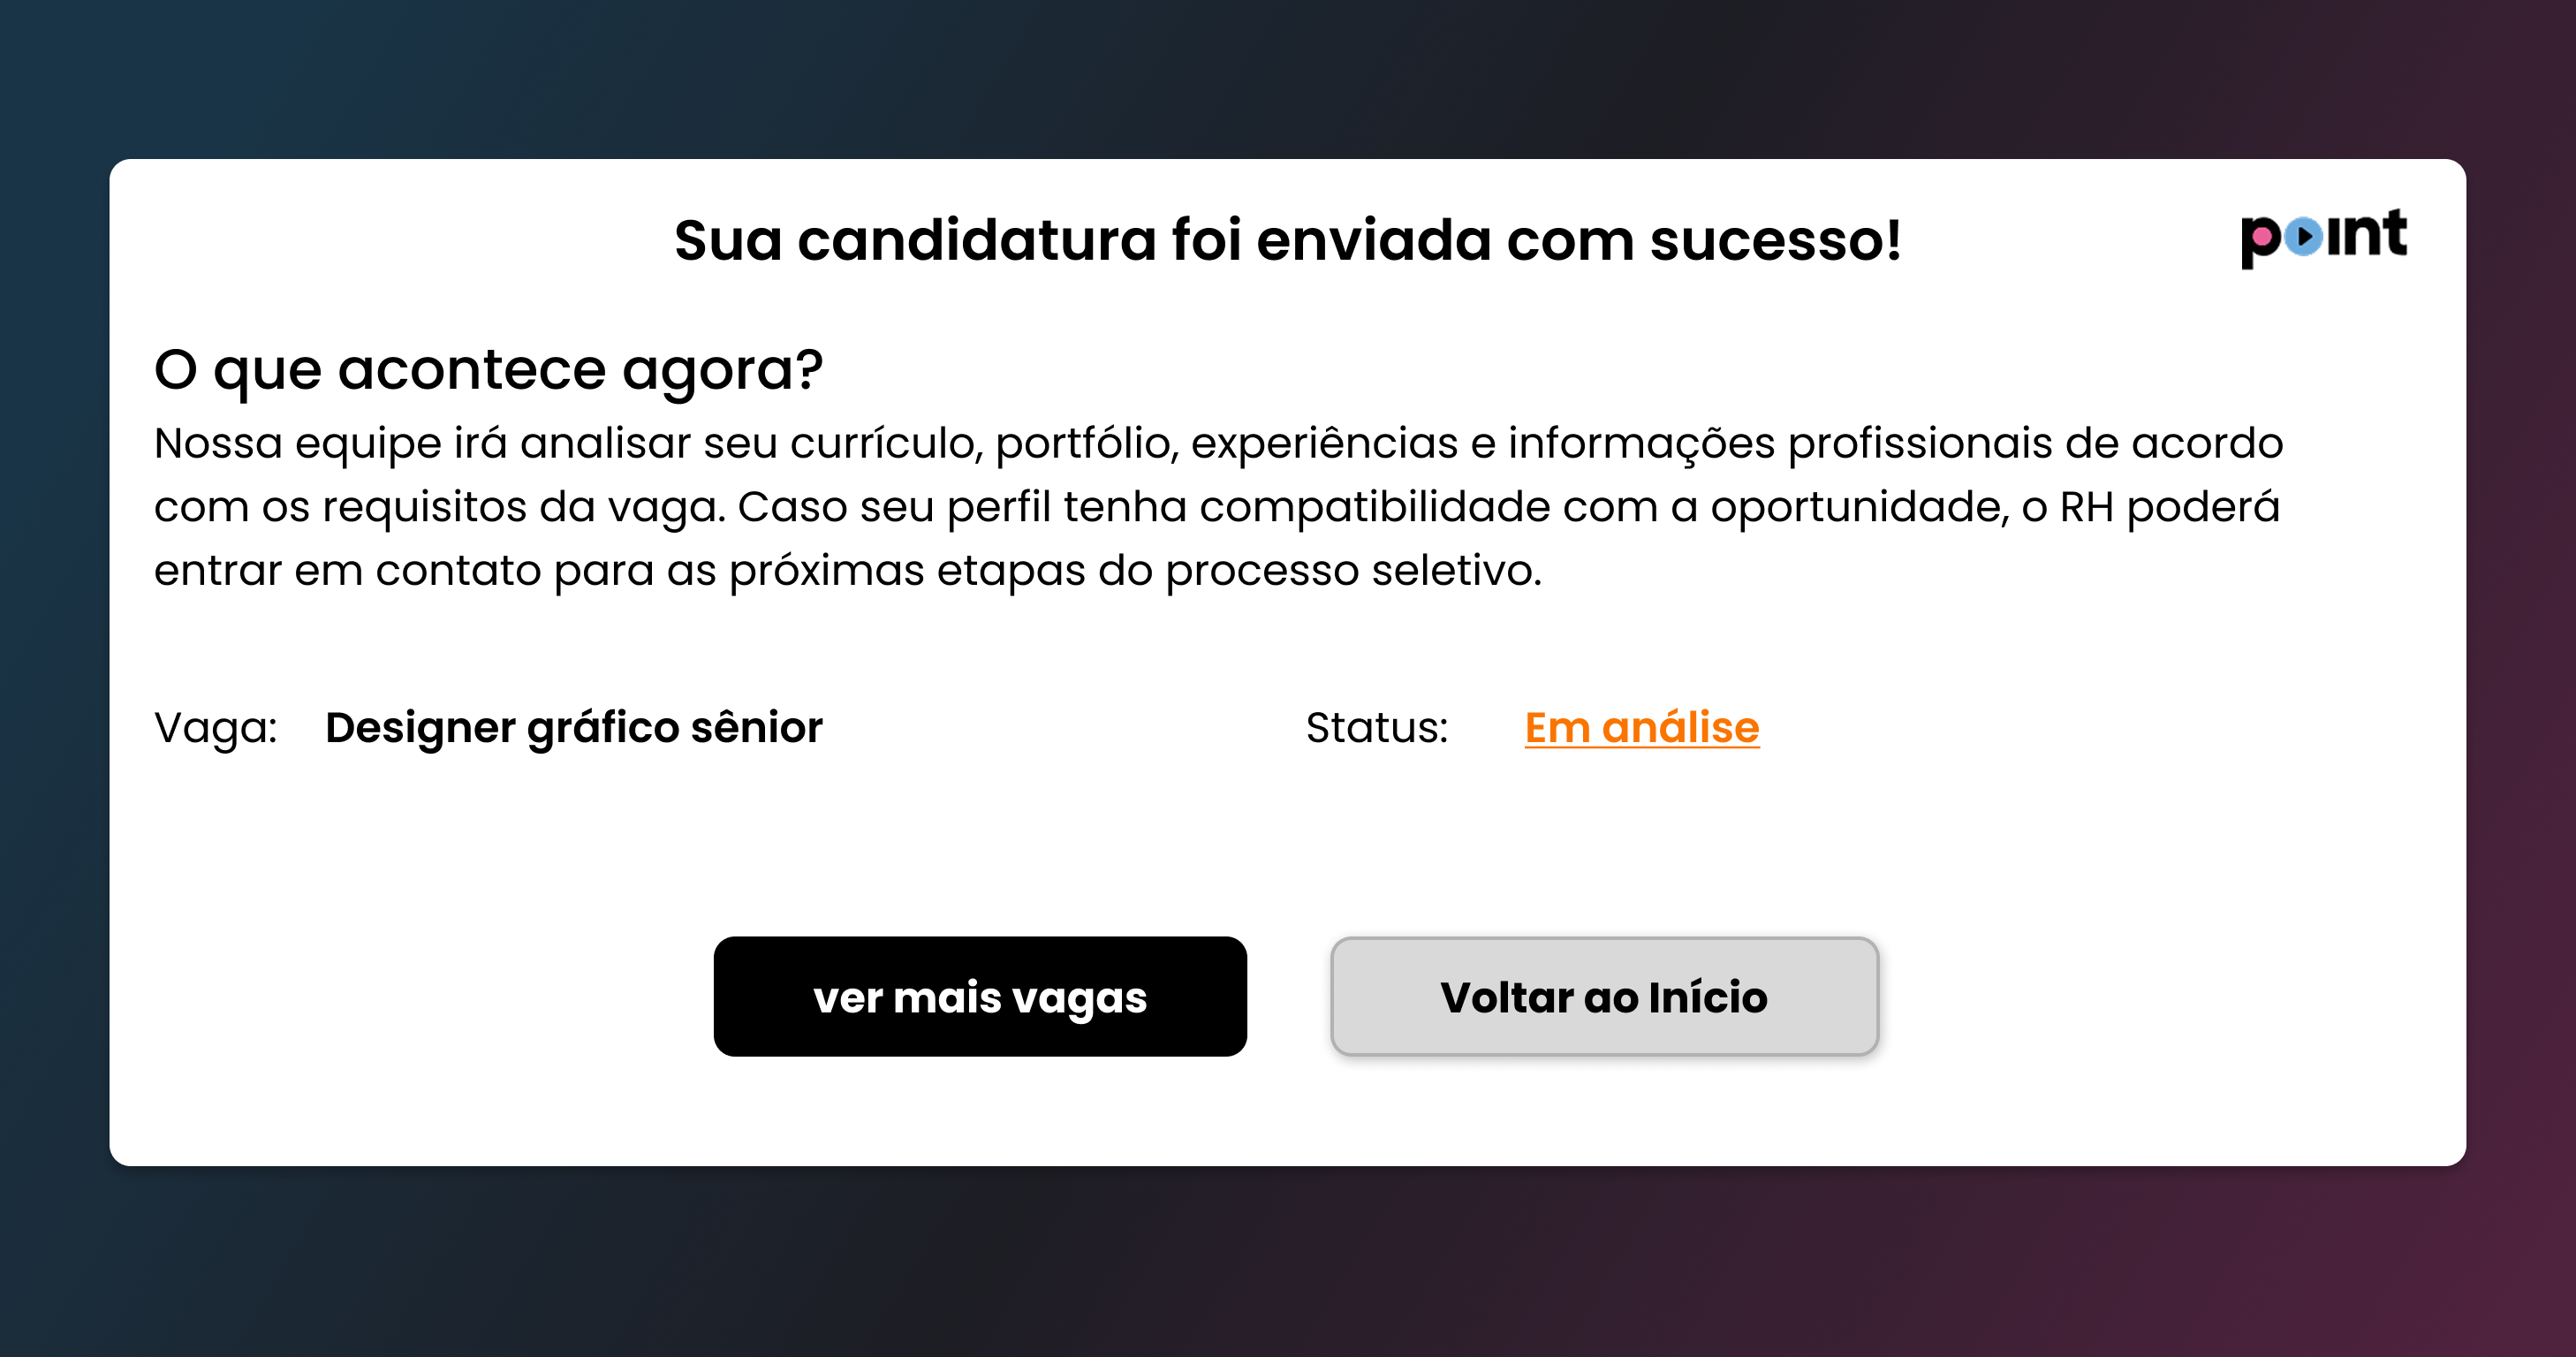 Sua candidatura foi enviada com sucesso!
point
O que acontece agora?
Nossa equipe irá analisar seu currículo, portfólio, experiências e informações profissionais de acordo
com os requisitos da vaga. Caso seu perfil tenha compatibilidade com a oportunidade, o RH poderá
entrar em contato para as próximas etapas do processo seletivo.
Vaga: Designer gráfico sênior Status: Em análise
ver mais vagas Voltar ao Início